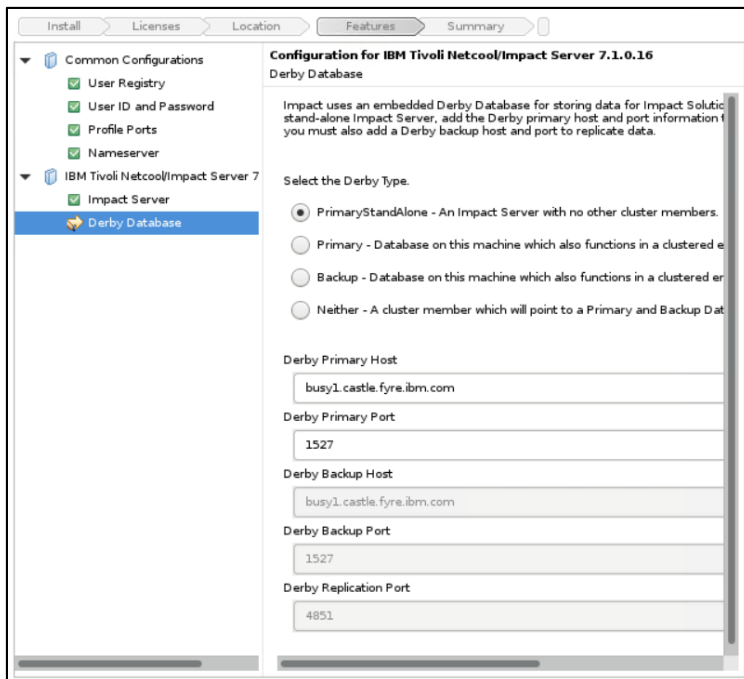 Install
Licenses
Location
Features
Summary
Common Configurations
User Registry
User ID and Password
Profile Ports
Nameserver
IBM Tivoli Netcool/Impact Server 7
Impact Server
Derby Database
Configuration for IBM Tivoli Netcool/Impact Server 7.1.0.16
Derby Database
Impact uses an embedded Derby Database for storing data for Impact Solutio
stand-alone Impact Server, add the Derby primary host and port information
you must also add a Derby backup host and port to replicate data.
Select the Derby Type.
PrimaryStandAlone - An Impact Server with no other cluster members.
Primary - Database on this machine which also functions in a clustered e
Backup - Database on this machine which also functions in a clustered er
Neither - A cluster member which will point to a Primary and Backup Dat
Derby Primary Host
busy1.castle.fyre.ibm.com
Derby Primary Port
1527
Derby Backup Host
busy1.castle.fyre.ibm.com
Derby Backup Port
1527
Derby Replication Port
4851